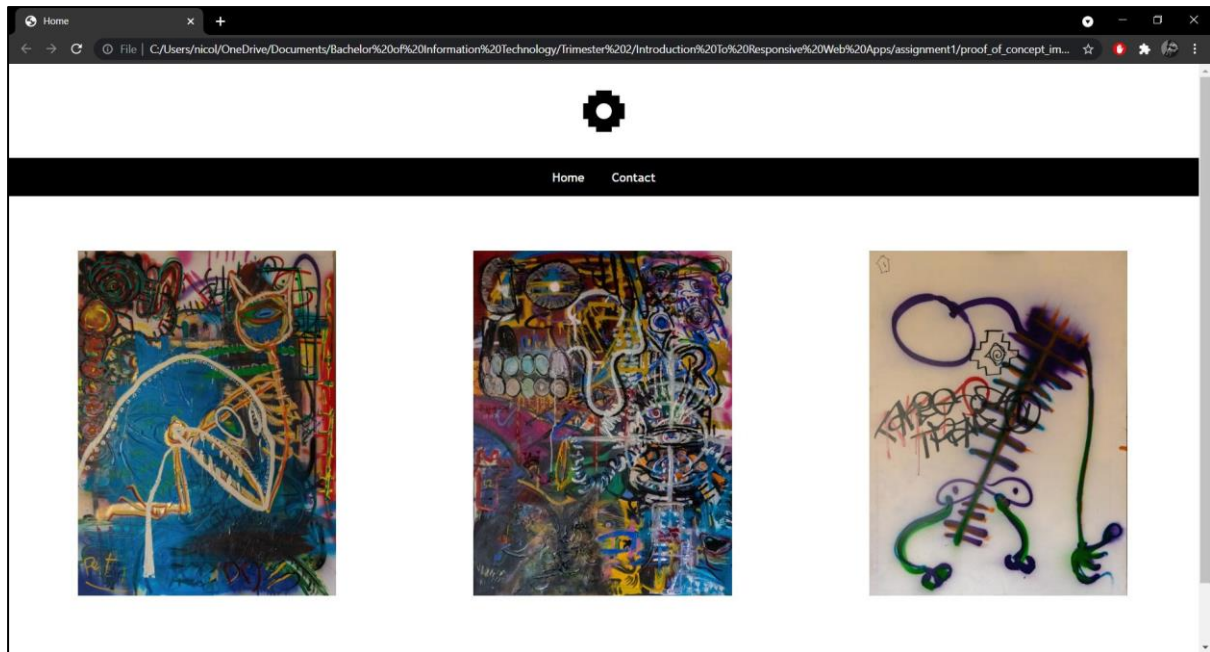 Home
File | C:/Users/nicol/OneDrive/Documents/Bachelor%20of%20Information%20Technology/Trimester%202/Introduction%20To%20Responsive%20Web%20Apps/assignment1/proof_of_concept_im...
Home Contact